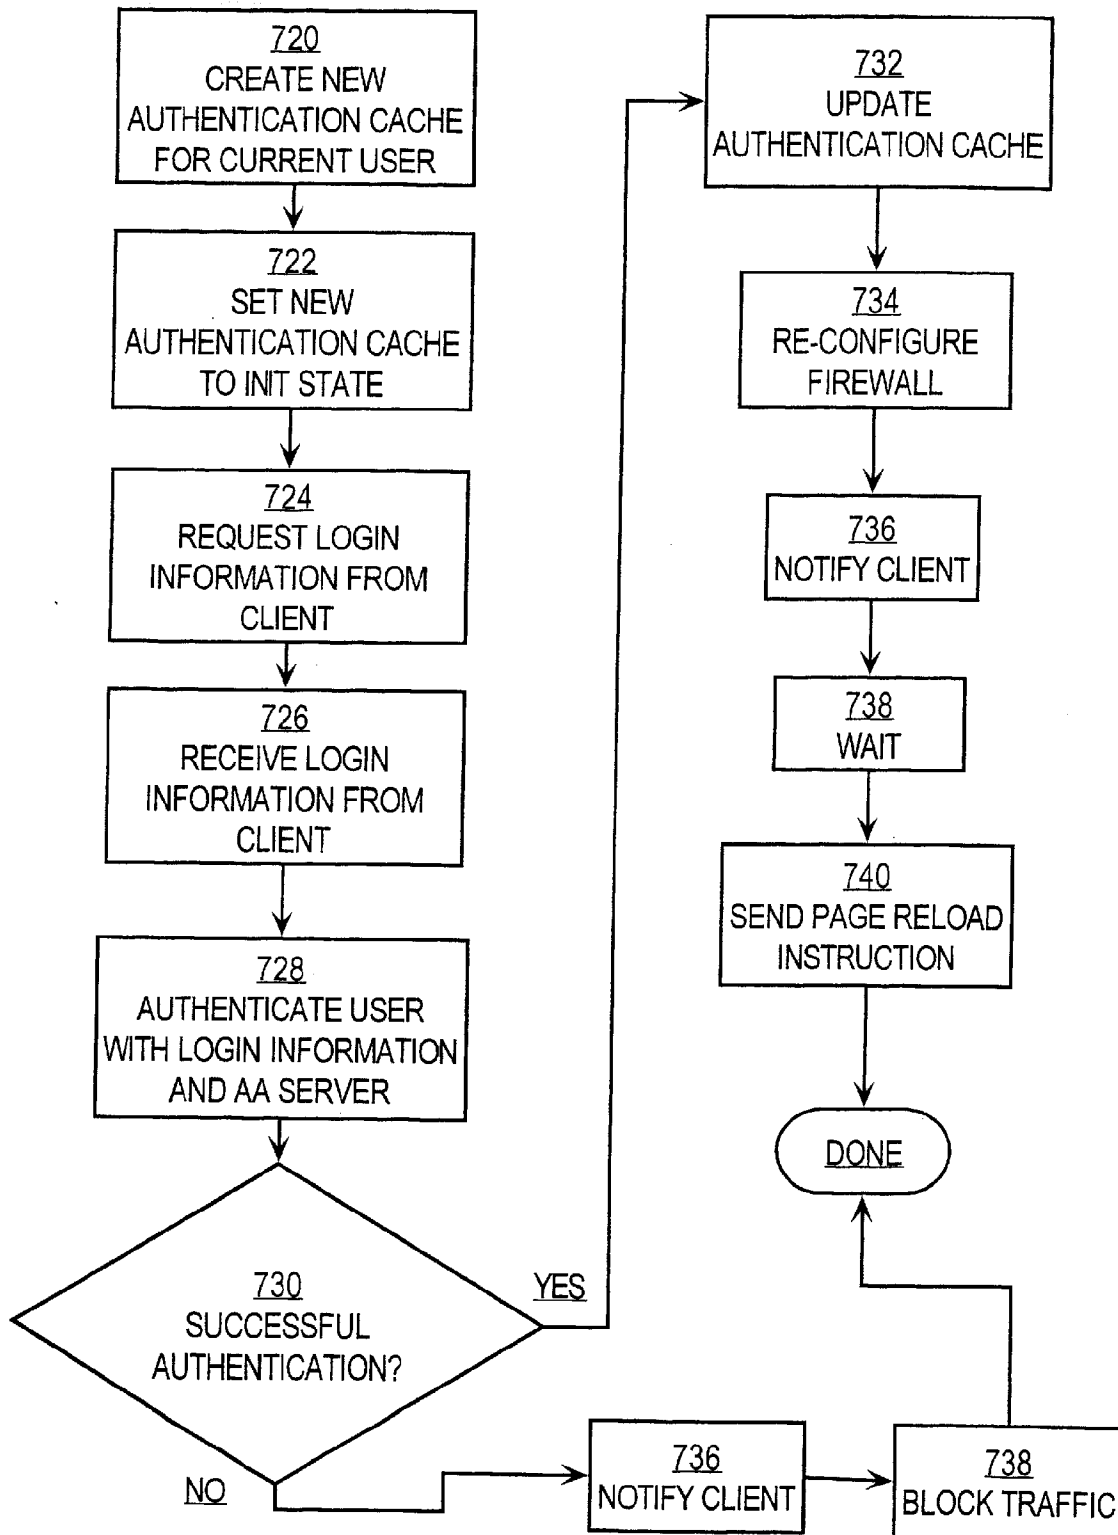 720
CREATE NEW
AUTHENTICATION CACHE
FOR CURRENT USER
722
SET NEW
AUTHENTICATION CACHE
TO INIT STATE
724
REQUEST LOGIN
INFORMATION FROM
CLIENT
726
RECEIVE LOGIN
INFORMATION FROM
CLIENT
728
AUTHENTICATE USER
WITH LOGIN INFORMATION
AND AA SERVER
730
SUCCESSFUL
AUTHENTICATION?
YES
NO
732
UPDATE
AUTHENTICATION CACHE
734
RE-CONFIGURE
FIREWALL
736
NOTIFY CLIENT
738
WAIT
740
SEND PAGE RELOAD
INSTRUCTION
DONE
736
NOTIFY CLIENT
738
BLOCK TRAFFIC